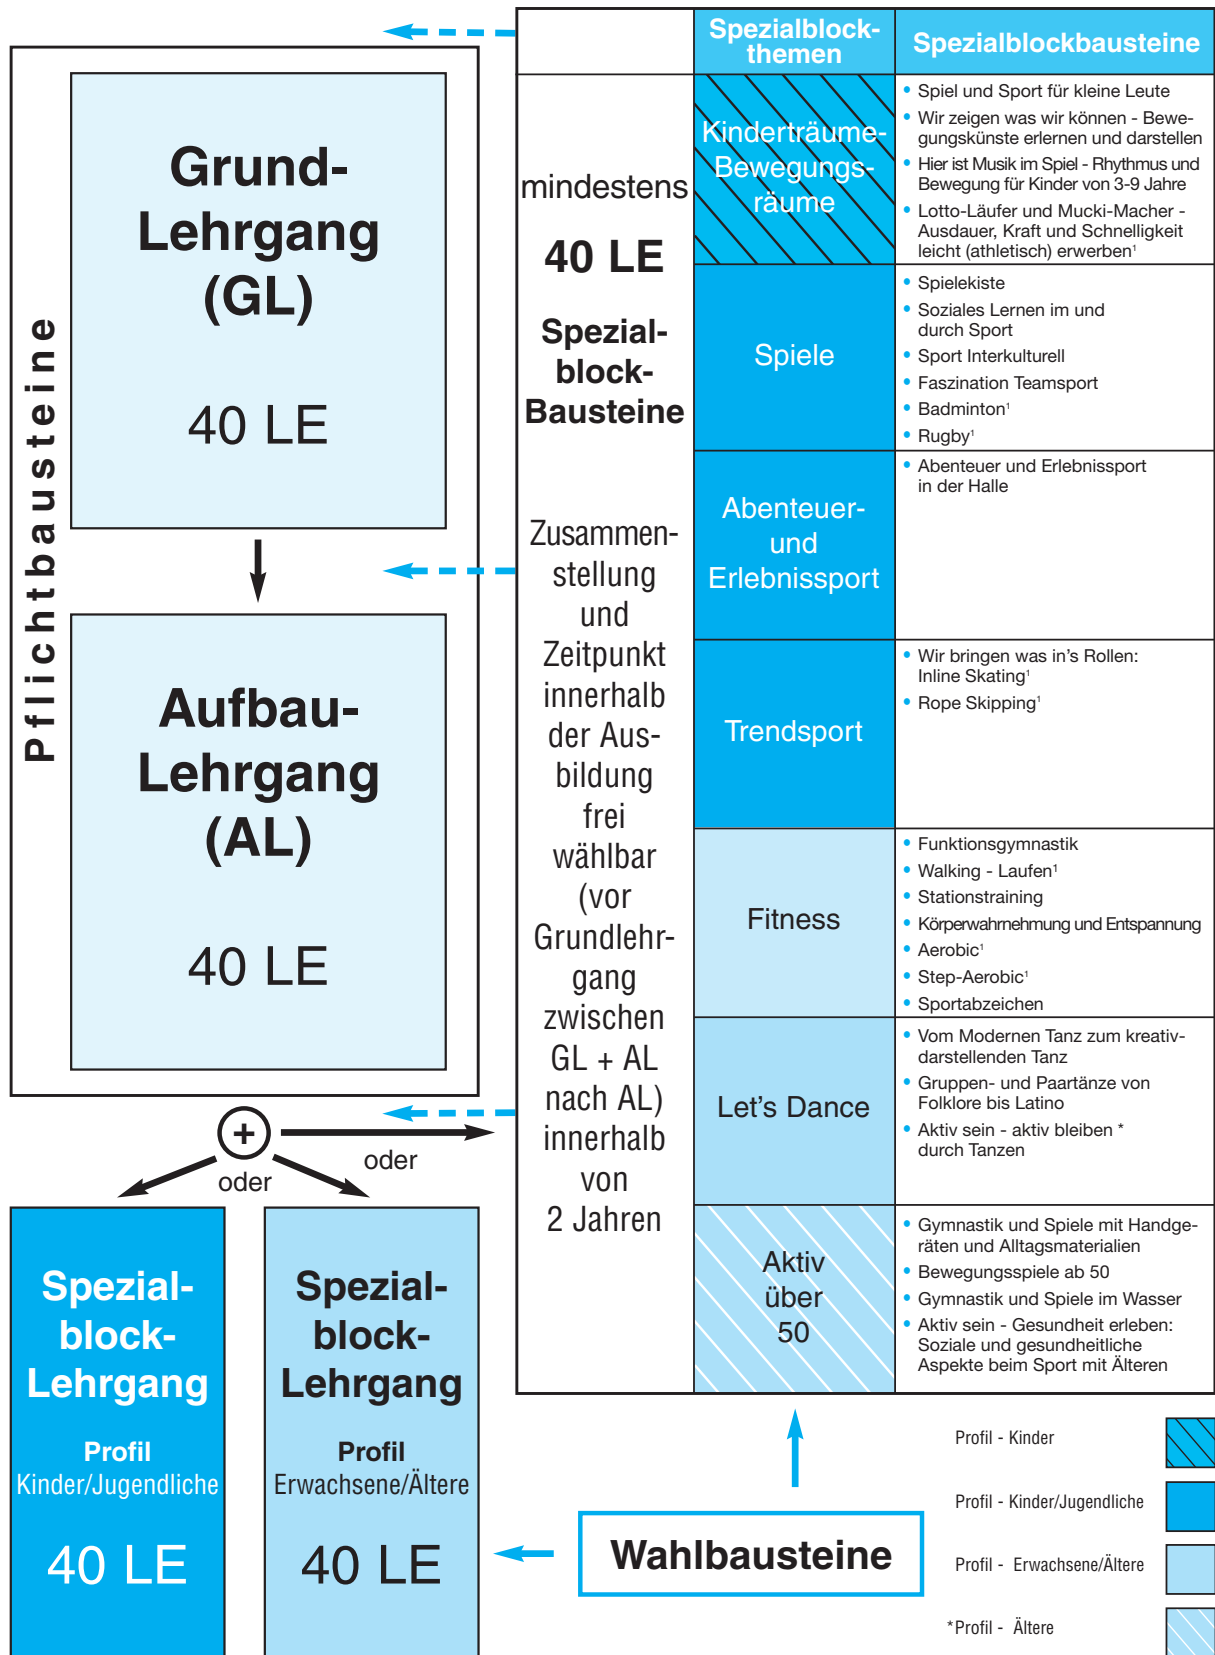 Pflichtbausteine
Grund-
Lehrgang
(GL)
40 LE
Aufbau-
Lehrgang
(AL)
40 LE
+
oder
oder
Spezial-
block-
Lehrgang
Profil
Kinder/Jugendliche
40 LE
Spezial-
block-
Lehrgang
Profil
Erwachsene/Ältere
40 LE
mindestens
40 LE
Spezial-
block-
Bausteine
Zusammen-
stellung
und
Zeitpunkt
innerhalb
der Aus-
bildung
frei
wählbar
(vor
Grundlehr-
gang
zwischen
GL + AL
nach AL)
innerhalb
von
2 Jahren
Spezialblock-
themen
Spezialblockbausteine
Kinderträume-
Bewegungs-
räume
• Spiel und Sport für kleine Leute
• Wir zeigen was wir können - Bewe-
gungskünste erlernen und darstellen
• Hier ist Musik im Spiel - Rhythmus und
Bewegung für Kinder von 3-9 Jahre
• Lotto-Läufer und Mucki-Macher -
Ausdauer, Kraft und Schnelligkeit
leicht (athletisch) erwerben¹
Spiele
• Spielekiste
• Soziales Lernen im und
durch Sport
• Sport Interkulturell
• Faszination Teamsport
• Badminton¹
• Rugby¹
Abenteuer-
und
Erlebnissport
• Abenteuer und Erlebnissport
in der Halle
Trendsport
• Wir bringen was in's Rollen:
Inline Skating¹
• Rope Skipping¹
Fitness
• Funktionsgymnastik
• Walking - Laufen¹
• Stationstraining
• Körperwahrnehmung und Entspannung
• Aerobic¹
• Step-Aerobic¹
• Sportabzeichen
Let's Dance
• Vom Modernen Tanz zum kreativ-
darstellenden Tanz
• Gruppen- und Paartänze von
Folklore bis Latino
• Aktiv sein - aktiv bleiben *
durch Tanzen
Aktiv
über
50
• Gymnastik und Spiele mit Handge-
räten und Alltagsmaterialien
• Bewegungsspiele ab 50
• Gymnastik und Spiele im Wasser
• Aktiv sein - Gesundheit erleben:
Soziale und gesundheitliche
Aspekte beim Sport mit Älteren
Wahlbausteine
Profil - Kinder
Profil - Kinder/Jugendliche
Profil - Erwachsene/Ältere
*Profil - Ältere